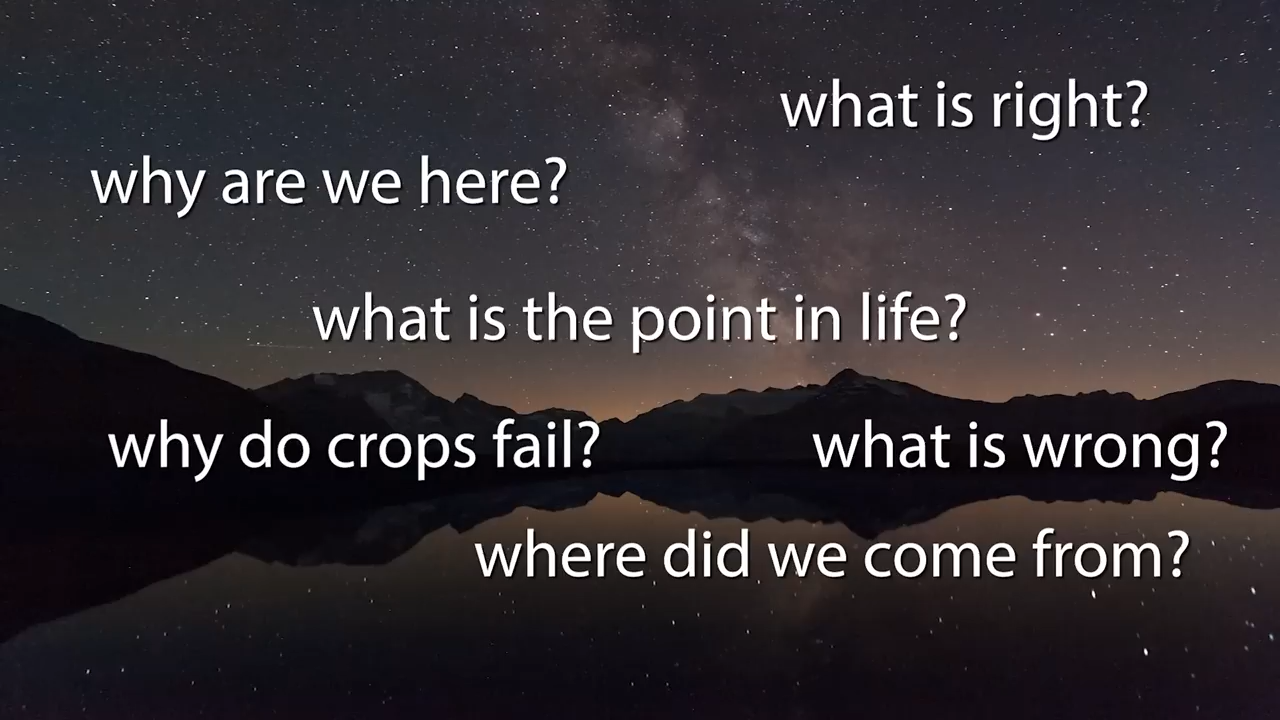 what is right?
why are we here?
what is the point in life?
why do crops fail?
what is wrong?
where did we come from?